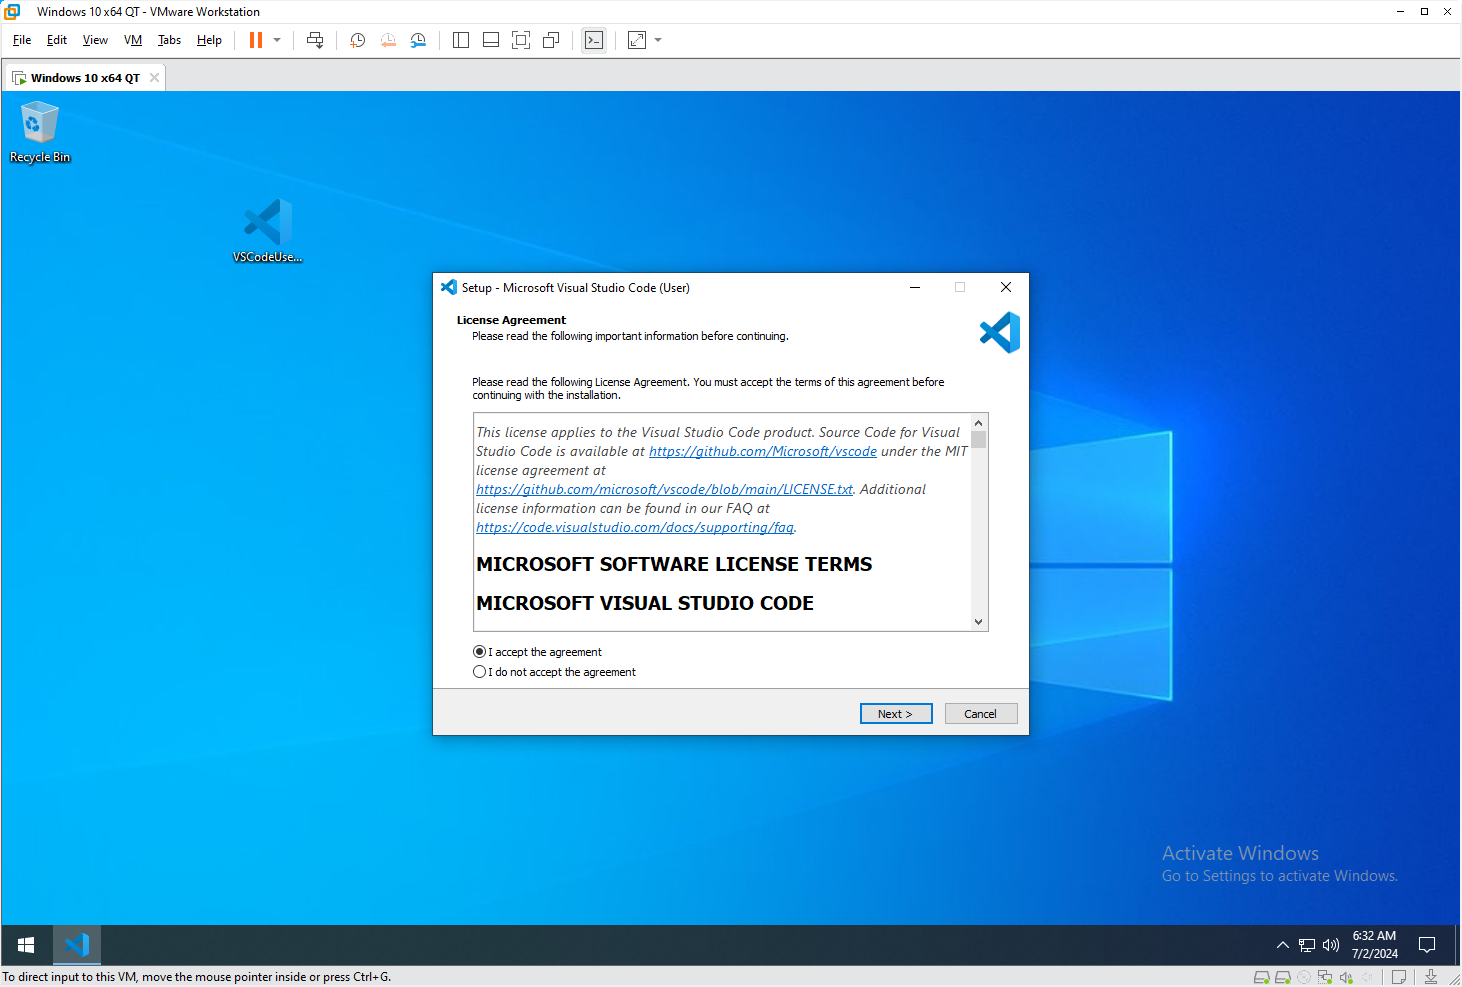 Windows 10 x64 QT - VMware Workstation
File Edit View VM Tabs Help
Windows 10 x64 QT
Recycle Bin
VSCodeUse...
Setup - Microsoft Visual Studio Code (User)
License Agreement
Please read the following important information before continuing.
Please read the following License Agreement. You must accept the terms of this agreement before
continuing with the installation.
This license applies to the Visual Studio Code product. Source Code for Visual
Studio Code is available at https://github.com/Microsoft/vscode under the MIT
license agreement at
https://github.com/microsoft/vscode/blob/main/LICENSE.txt. Additional
license information can be found in our FAQ at
https://code.visualstudio.com/docs/supporting/faq.
MICROSOFT SOFTWARE LICENSE TERMS
MICROSOFT VISUAL STUDIO CODE
I accept the agreement
I do not accept the agreement
Next >
Cancel
Activate Windows
Go to Settings to activate Windows.
6:32 AM
7/2/2024
To direct input to this VM, move the mouse pointer inside or press Ctrl+G.